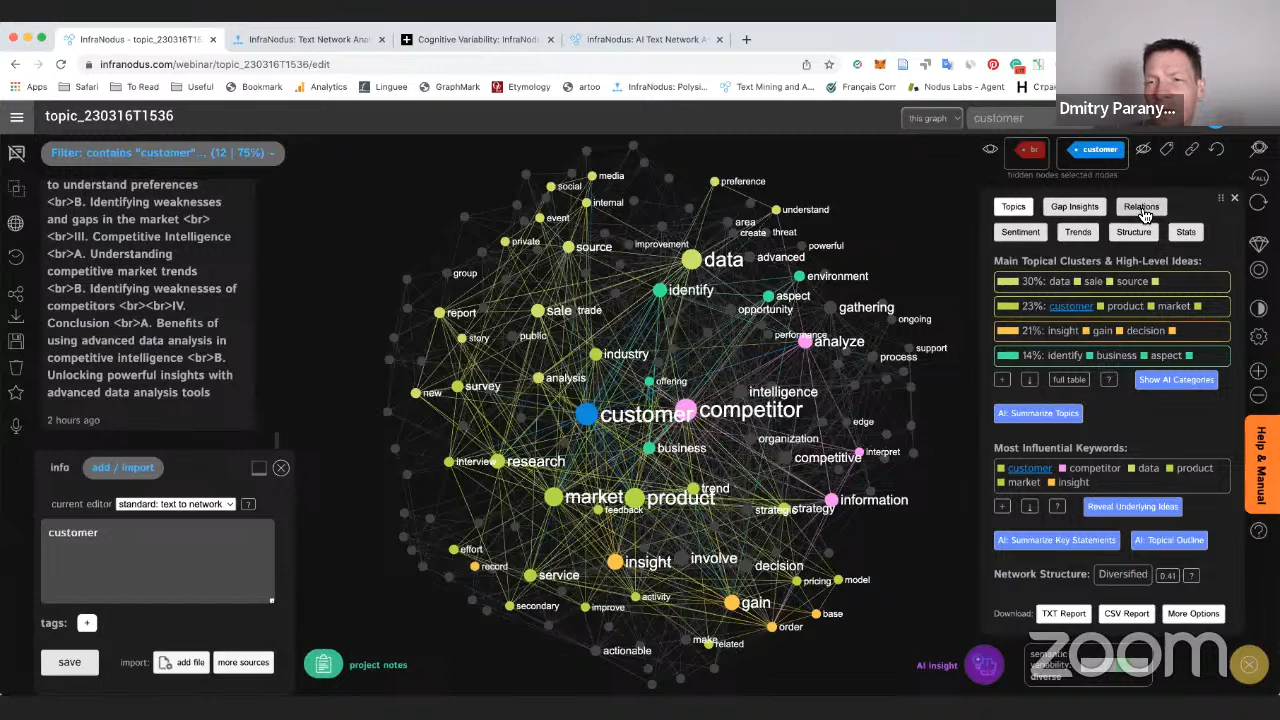 InfraNodus - topic_230316T15
InfraNodus: Text Network Anal
Cognitive Variability: InfraNod
InfraNodus: AI Text Network A
infranodus.com/webinar/topic_230316T1536/edit
Apps
Safari
To Read
Useful
Bookmark
Analytics
Linguee
GraphMark
Etymology
artoo
InfraNodus: Polysi...
Text Mining and A...
Français Corr
Nodus Labs - Agent
Стран
Dmitry Parany...
topic_230316T1536
this graph
customer
Filter: contains "customer"... (12 | 75%)
br
customer
hidden nodes selected nodes
to understand preferences
<br>B. Identifying weaknesses
and gaps in the market <br>
<br>III. Competitive Intelligence
<br>A. Understanding
competitive market trends
<br>B. Identifying weaknesses of
competitors <br><br>IV.
Conclusion <br>A. Benefits of
using advanced data analysis in
competitive intelligence <br>B.
Unlocking powerful insights with
advanced data analysis tools
2 hours ago
info
add / import
current editor
standard: text to network
?
customer
tags:
+
save
import:
add file
more sources
project notes
media
social
internal
event
private
source
improvement
group
preference
understand
area
create
threat
powerful
data
advanced
environment
identify
aspect
opportunity
gathering
ongoing
report
sale
trade
public
story
performance
analyze
support
process
industry
offering
analysis
survey
new
intelligence
customer
competitor
edge
organization
business
competitive
interpret
interview
research
trend
market
product
feedback
information
strategic
strategy
effort
record
insight
involve
decision
service
pricing
model
secondary
improve
activity
gain
base
order
make
related
actionable
Topics
Gap Insights
Relations
Sentiment
Trends
Structure
Stats
Main Topical Clusters & High-Level Ideas:
30%: data sale source
23%: customer product market
21%: insight gain decision
14%: identify business aspect
+
full table
?
Show AI Categories
AI: Summarize Topics
Most Influential Keywords:
customer competitor data product
market insight
+
?
Reveal Underlying Ideas
AI: Summarize Key Statements
AI: Topical Outline
Network Structure: Diversified 0.41 ?
Download:
TXT Report
CSV Report
More Options
AI insight
semantic
variability:
diverse
zoom
ALL
Help & Manual
?